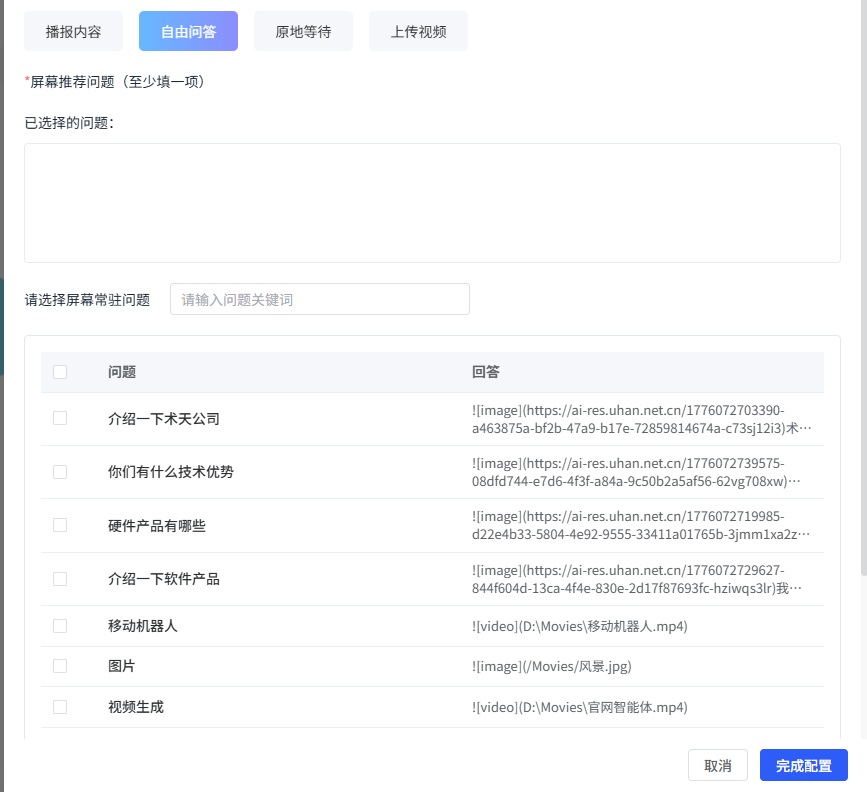 播报内容
自由问答
原地等待
上传视频
*屏幕推荐问题（至少填一项）
已选择的问题：
请选择屏幕常驻问题
请输入问题关键词
问题
回答
介绍一下术天公司
![image](https://ai-res.uhan.net.cn/1776072703390-
a463875a-bf2b-47a9-b17e-72859814674a-c73sj12i3)术…
你们有什么技术优势
![image](https://ai-res.uhan.net.cn/1776072739575-
08dfd744-e7d6-4f3f-a84a-9c50b2a5af56-62vg708xw)…
硬件产品有哪些
![image](https://ai-res.uhan.net.cn/1776072719985-
d22e4b33-5804-4e92-9555-33411a01765b-3jmm1xa2z…
介绍一下软件产品
![image](https://ai-res.uhan.net.cn/1776072729627-
844f604d-13ca-4f4e-830e-2d17f87693fc-hziwqs3lr)我…
移动机器人
![video](D:\Movies\移动机器人.mp4)
图片
![image](/Movies/风景.jpg)
视频生成
![video](D:\Movies\官网智能体.mp4)
取消
完成配置